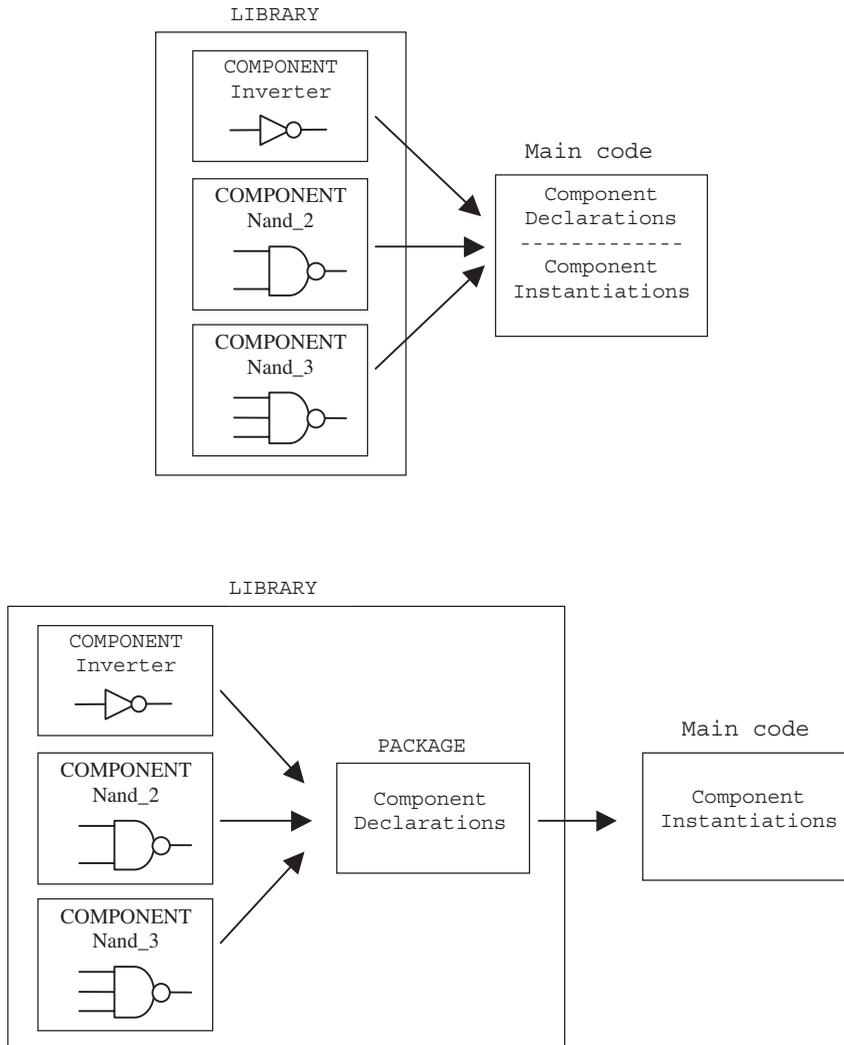 LIBRARY
COMPONENT
Inverter
COMPONENT
Nand_2
COMPONENT
Nand_3
Main code
Component
Declarations
-------------
Component
Instantiations
LIBRARY
COMPONENT
Inverter
COMPONENT
Nand_2
COMPONENT
Nand_3
PACKAGE
Component
Declarations
Main code
Component
Instantiations